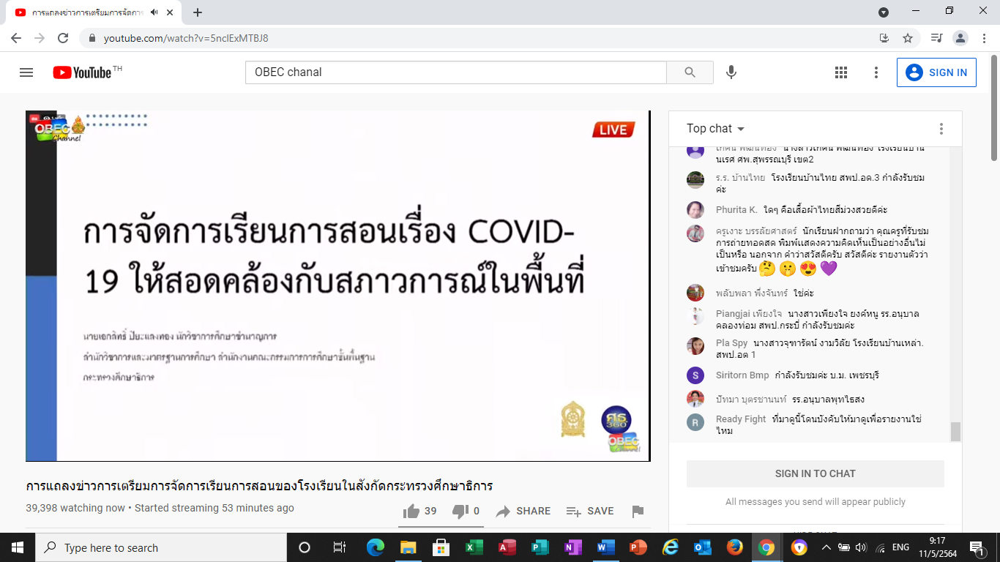 การแถลงข่าวการเตรียมการจัดการ
youtube.com/watch?v=5nclExMTBJ8
YouTube TH
OBEC chanal
SIGN IN
OBEC
Channel
LIVE
การจัดการเรียนการสอนเรื่อง COVID-
19 ให้สอดคล้องกับสภาวการณ์ในพื้นที่
นายเอกสิทธิ์ ปิยะแสงทอง นักวิชาการศึกษาชำนาญการ
สำนักวิชาการและมาตรฐานการศึกษา สำนักงานคณะกรรมการการศึกษาขั้นพื้นฐาน
กระทรวงศึกษาธิการ
ศธ
360
OBEC
Channel
การแถลงข่าวการเตรียมการจัดการเรียนการสอนของโรงเรียนในสังกัดกระทรวงศึกษาธิการ
39,398 watching now • Started streaming 53 minutes ago
39
0
SHARE
SAVE
Top chat
นเรศ ศพ.สุพรรณบุรี เขต2
ร.ร. บ้านไทย โรงเรียนบ้านไทย สพป.อด.3 กำลังรับชม
ค่ะ
Phurita K. ใดๆ คือเสื้อผ้าไทยสีม่วงสวยดีค่ะ
ครูเงาะ บรรลัยศาสตร์ นักเรียนฝากถามว่า คุณครูที่รับชม
การถ่ายทอดสด พิมพ์แสดงความคิดเห็นเป็นอย่างอื่นไม่
เป็นหรือ นอกจาก คำว่าสวัสดีครับ สวัสดีค่ะ รายงานตัวว่า
เข้าชมครับ 🤔 🤫 😍 💜
พลับพลา พึ่งจันทร์ ใช่ค่ะ
Piangjai เพียงใจ นางสาวเพียงใจ ยงค์หนู รร.อนุบาล
คลองท่อม สพป.กระบี่ กำลังรับชมค่ะ
Pla Spy นางสาวจุฑารัตน์ งามวิลัย โรงเรียนบ้านเหล่า.
สพป.อต 1
S Siritorn Bmp กำลังรับชมค่ะ บ.ม. เพชรบุรี
ปัทมา บุตรชานนท์ รร.อนุบาลพุทไธสง
R Ready Fight ที่มาดูนี้โดนบังคับให้มาดูเพื่อรายงานใช่
ไหม
SIGN IN TO CHAT
All messages you send will appear publicly
Type here to search
ENG
9:17
11/5/2564
1